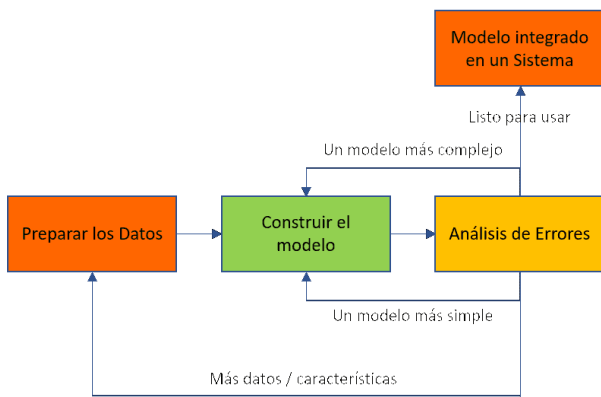 Modelo integrado
en un Sistema
Listo para usar
Un modelo más complejo
Preparar los Datos
Construir el
modelo
Análisis de Errores
Un modelo más simple
Más datos / características